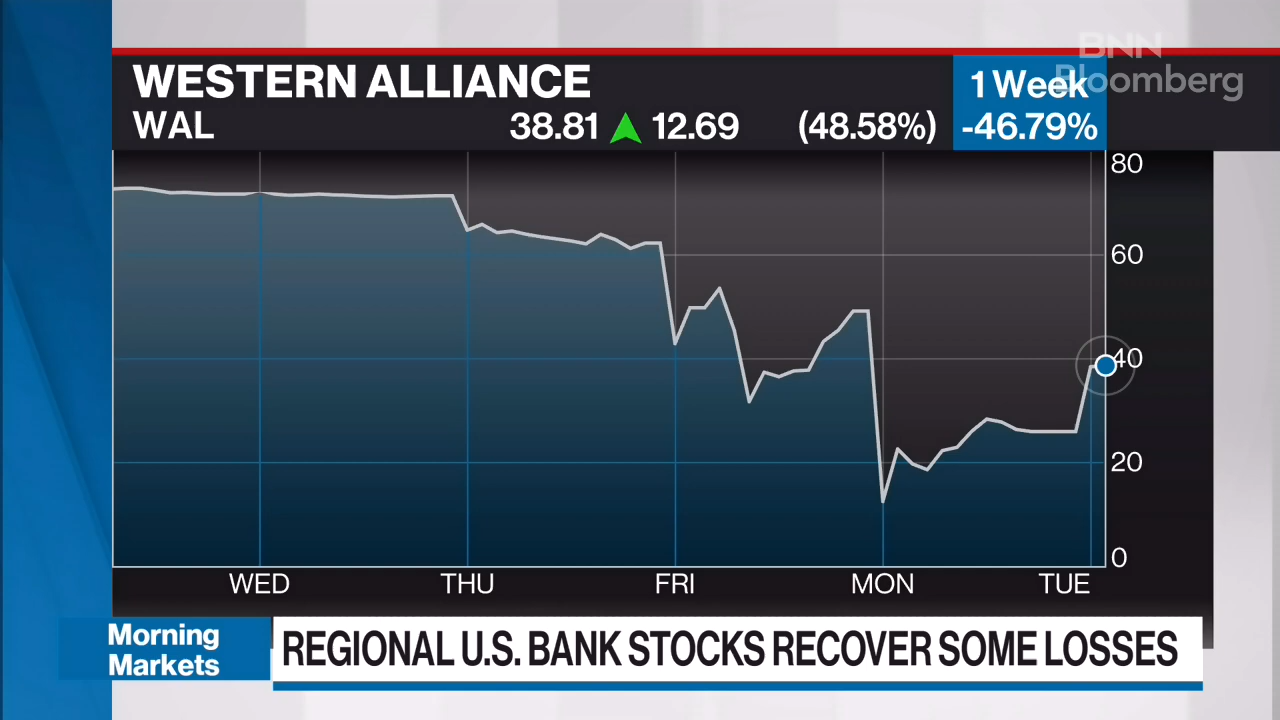 BNN
Bloomberg
WESTERN ALLIANCE
WAL 38.81 12.69 (48.58%)
1 Week
-46.79%
80
60
40
20
0
WED THU FRI MON TUE
Morning
Markets
REGIONAL U.S. BANK STOCKS RECOVER SOME LOSSES